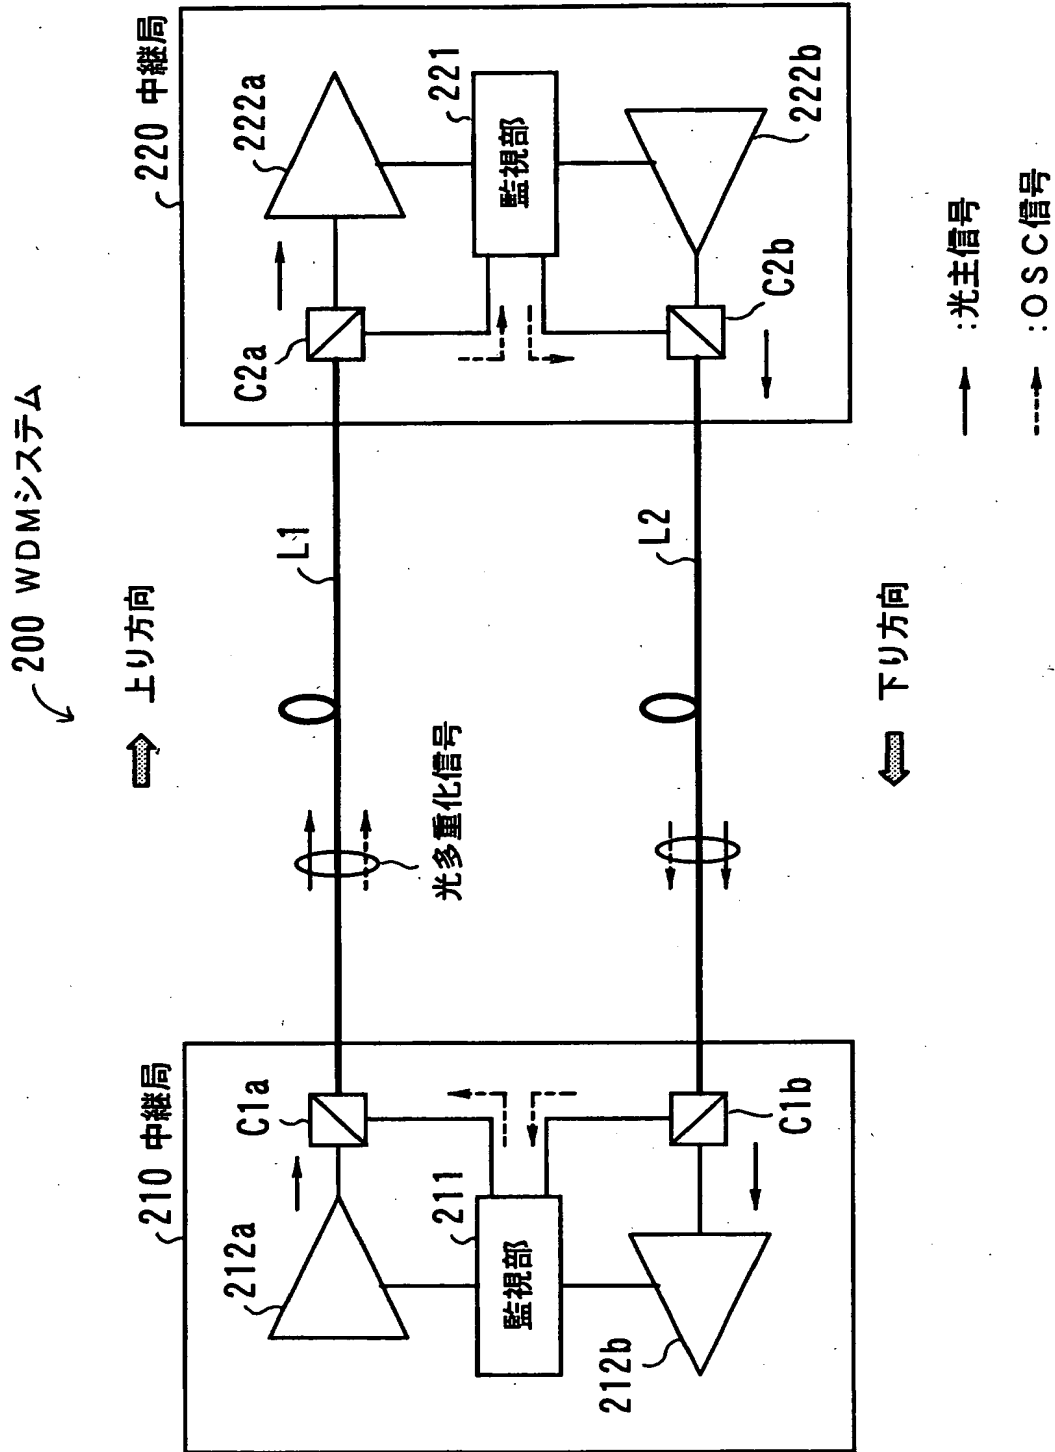 200 WDMシステム
上り方向
210 中継局
220 中継局
212a
C1a
L1
C2a
222a
光多重化信号
211
監視部
221
監視部
212b
C1b
L2
C2b
222b
下り方向
:光主信号
:OSC信号